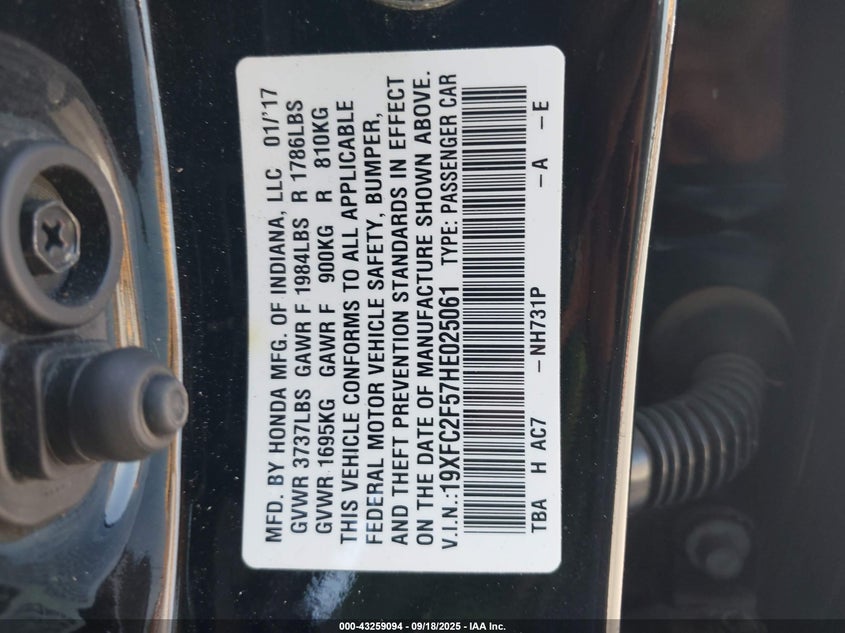 MFD. BY HONDA MFG. OF INDIANA, LLC 01/'17
GVWR 3737LBS GAWR F 1984LBS R 1786LBS
GVWR 1695KG GAWR F 900KG R 810KG
THIS VEHICLE CONFORMS TO ALL APPLICABLE
FEDERAL MOTOR VEHICLE SAFETY, BUMPER,
AND THEFT PREVENTION STANDARDS IN EFFECT
ON THE DATE OF MANUFACTURE SHOWN ABOVE.
V.I.N.:19XFC2F57HE025061 TYPE: PASSENGER CAR
TBA H AC7 – NH731P –A –E
000-43259094 - 09/18/2025 - IAA Inc.